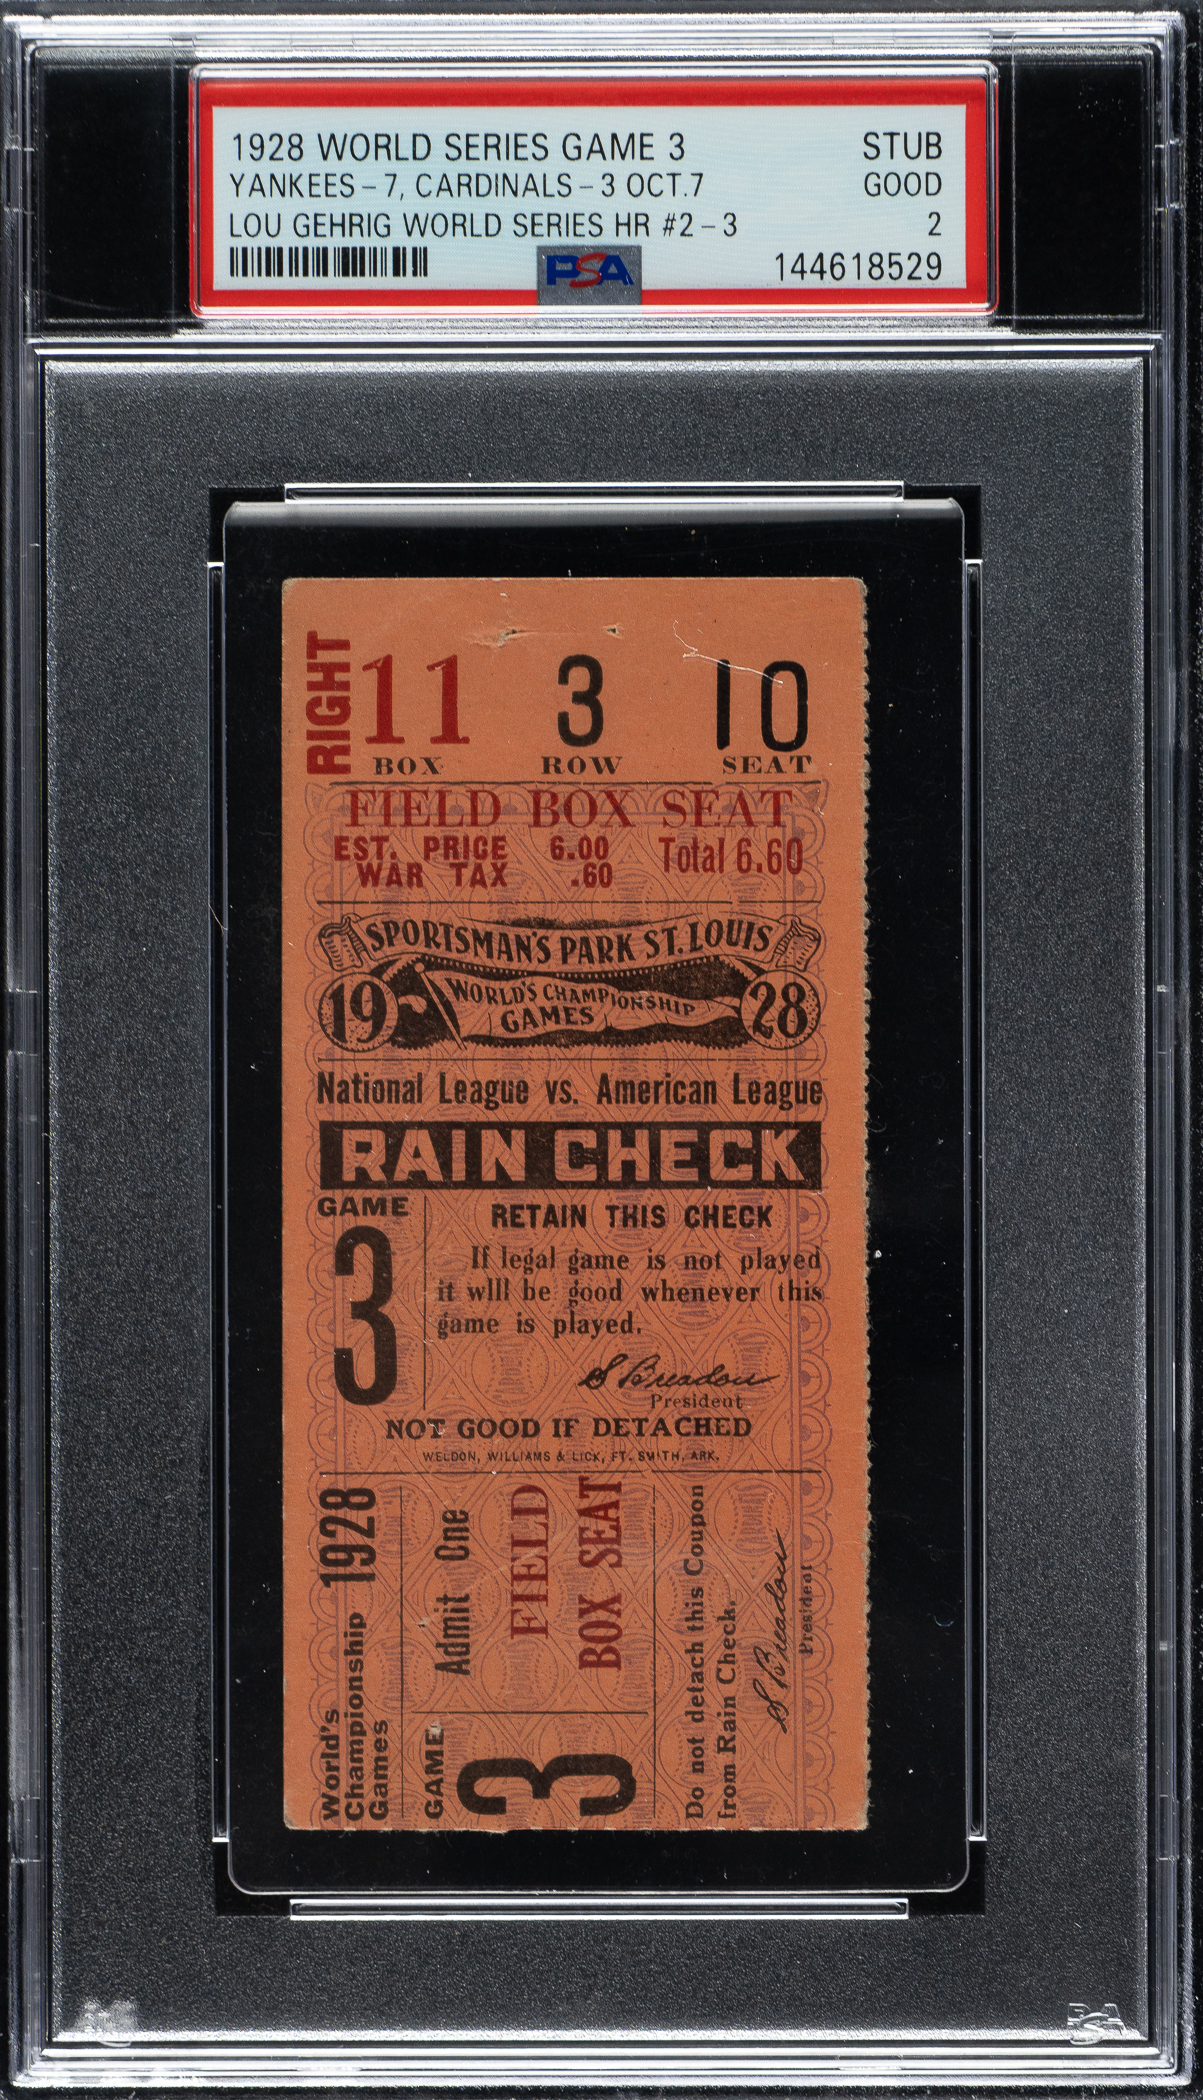 1928 WORLD SERIES GAME 3 STUB
YANKEES-7, CARDINALS-3 OCT.7 GOOD
LOU GEHRIG WORLD SERIES HR #2-3 2
PSA 144618529
RIGHT
11 3 10
BOX ROW SEAT
FIELD BOX SEAT
EST. PRICE 6.00 Total 6.60
WAR TAX .60
SPORTSMAN'S PARK ST. LOUIS
19 WORLD'S CHAMPIONSHIP 28
GAMES
National League vs. American League
RAIN CHECK
GAME
3
RETAIN THIS CHECK
If legal game is not played
it wlll be good whenever this
game is played.
S Breadon
President
NOT GOOD IF DETACHED
WELDON, WILLIAMS & LICK, FT. SMITH, ARK.
World's
Championship 1928
Games
GAME 3
Admit One
FIELD
BOX SEAT
Do not detach this Coupon
from Rain Check.
S Breadon
President
PSA